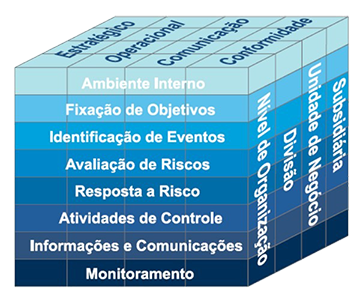 Estratégico
Operacional
Comunicação
Conformidade
Ambiente Interno
Fixação de Objetivos
Identificação de Eventos
Avaliação de Riscos
Resposta a Risco
Atividades de Controle
Informações e Comunicações
Monitoramento
Nível de Organização
Divisão
Unidade de Negócio
Subsidiária